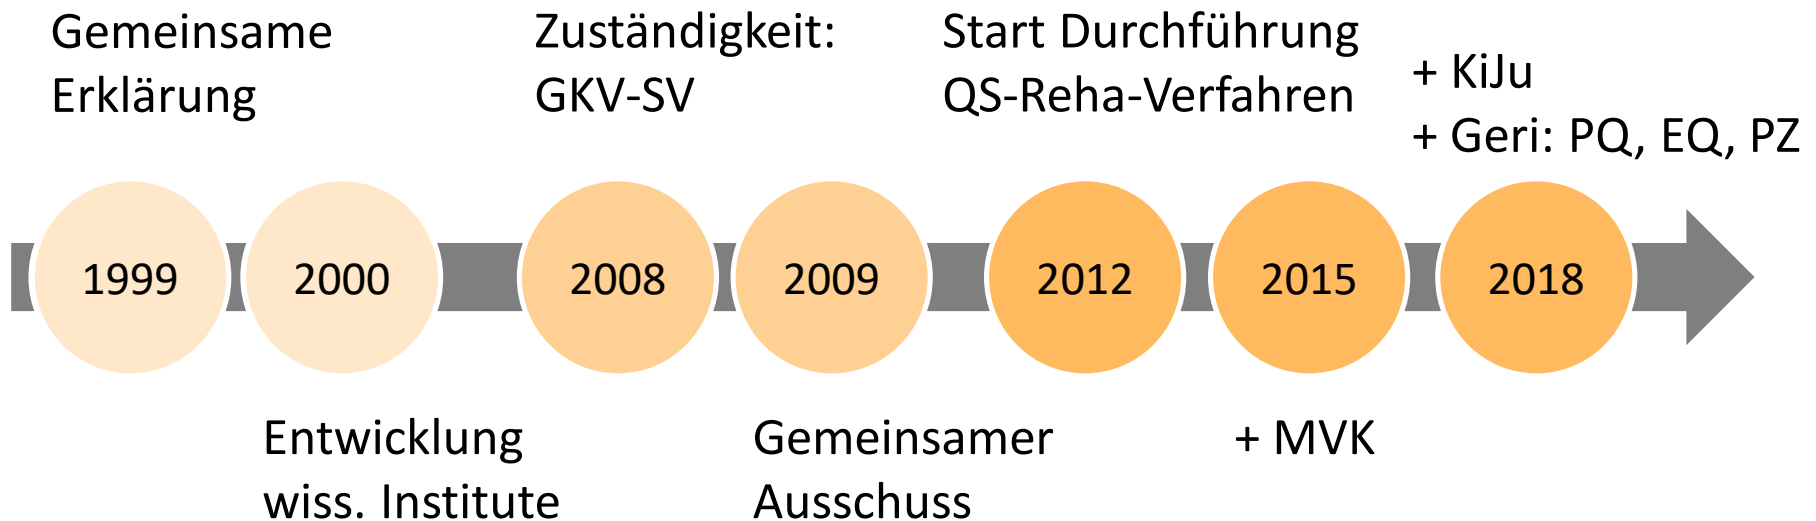 Gemeinsame
Erklärung
Zuständigkeit:
GKV-SV
Start Durchführung
QS-Reha-Verfahren
+ KiJu
+ Geri: PQ, EQ, PZ
1999
2000
2008
2009
2012
2015
2018
Entwicklung
wiss. Institute
Gemeinsamer
Ausschuss
+ MVK